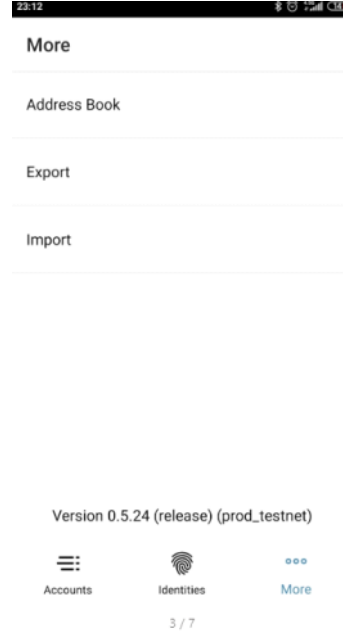 23:12
More
Address Book
Export
Import
Version 0.5.24 (release) (prod_testnet)
Accounts
Identities
More
3 / 7